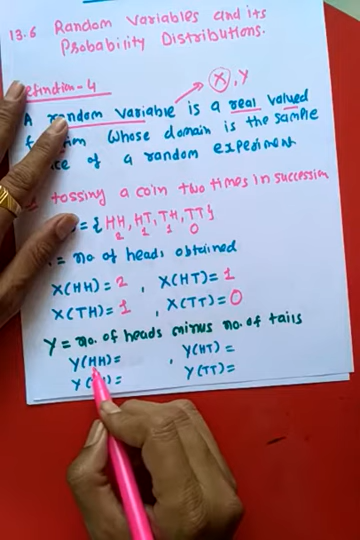 13.6 Random Variables and its
Probability Distributions.
efinition-4
X, Y
A random variable is a real valued
whose domain is the sample
of a random experiment
tossing a coin two times in succession
= {HH, HT, TH, TT}
2 1 1 0
= no of heads obtained
X(HH) = 2 , X(HT) = 1
X(TH) = 1 , X(TT) = 0
Y = no. of heads minus no. of tails
Y(HH) = , Y(HT) =
Y( ) = Y(TT) =